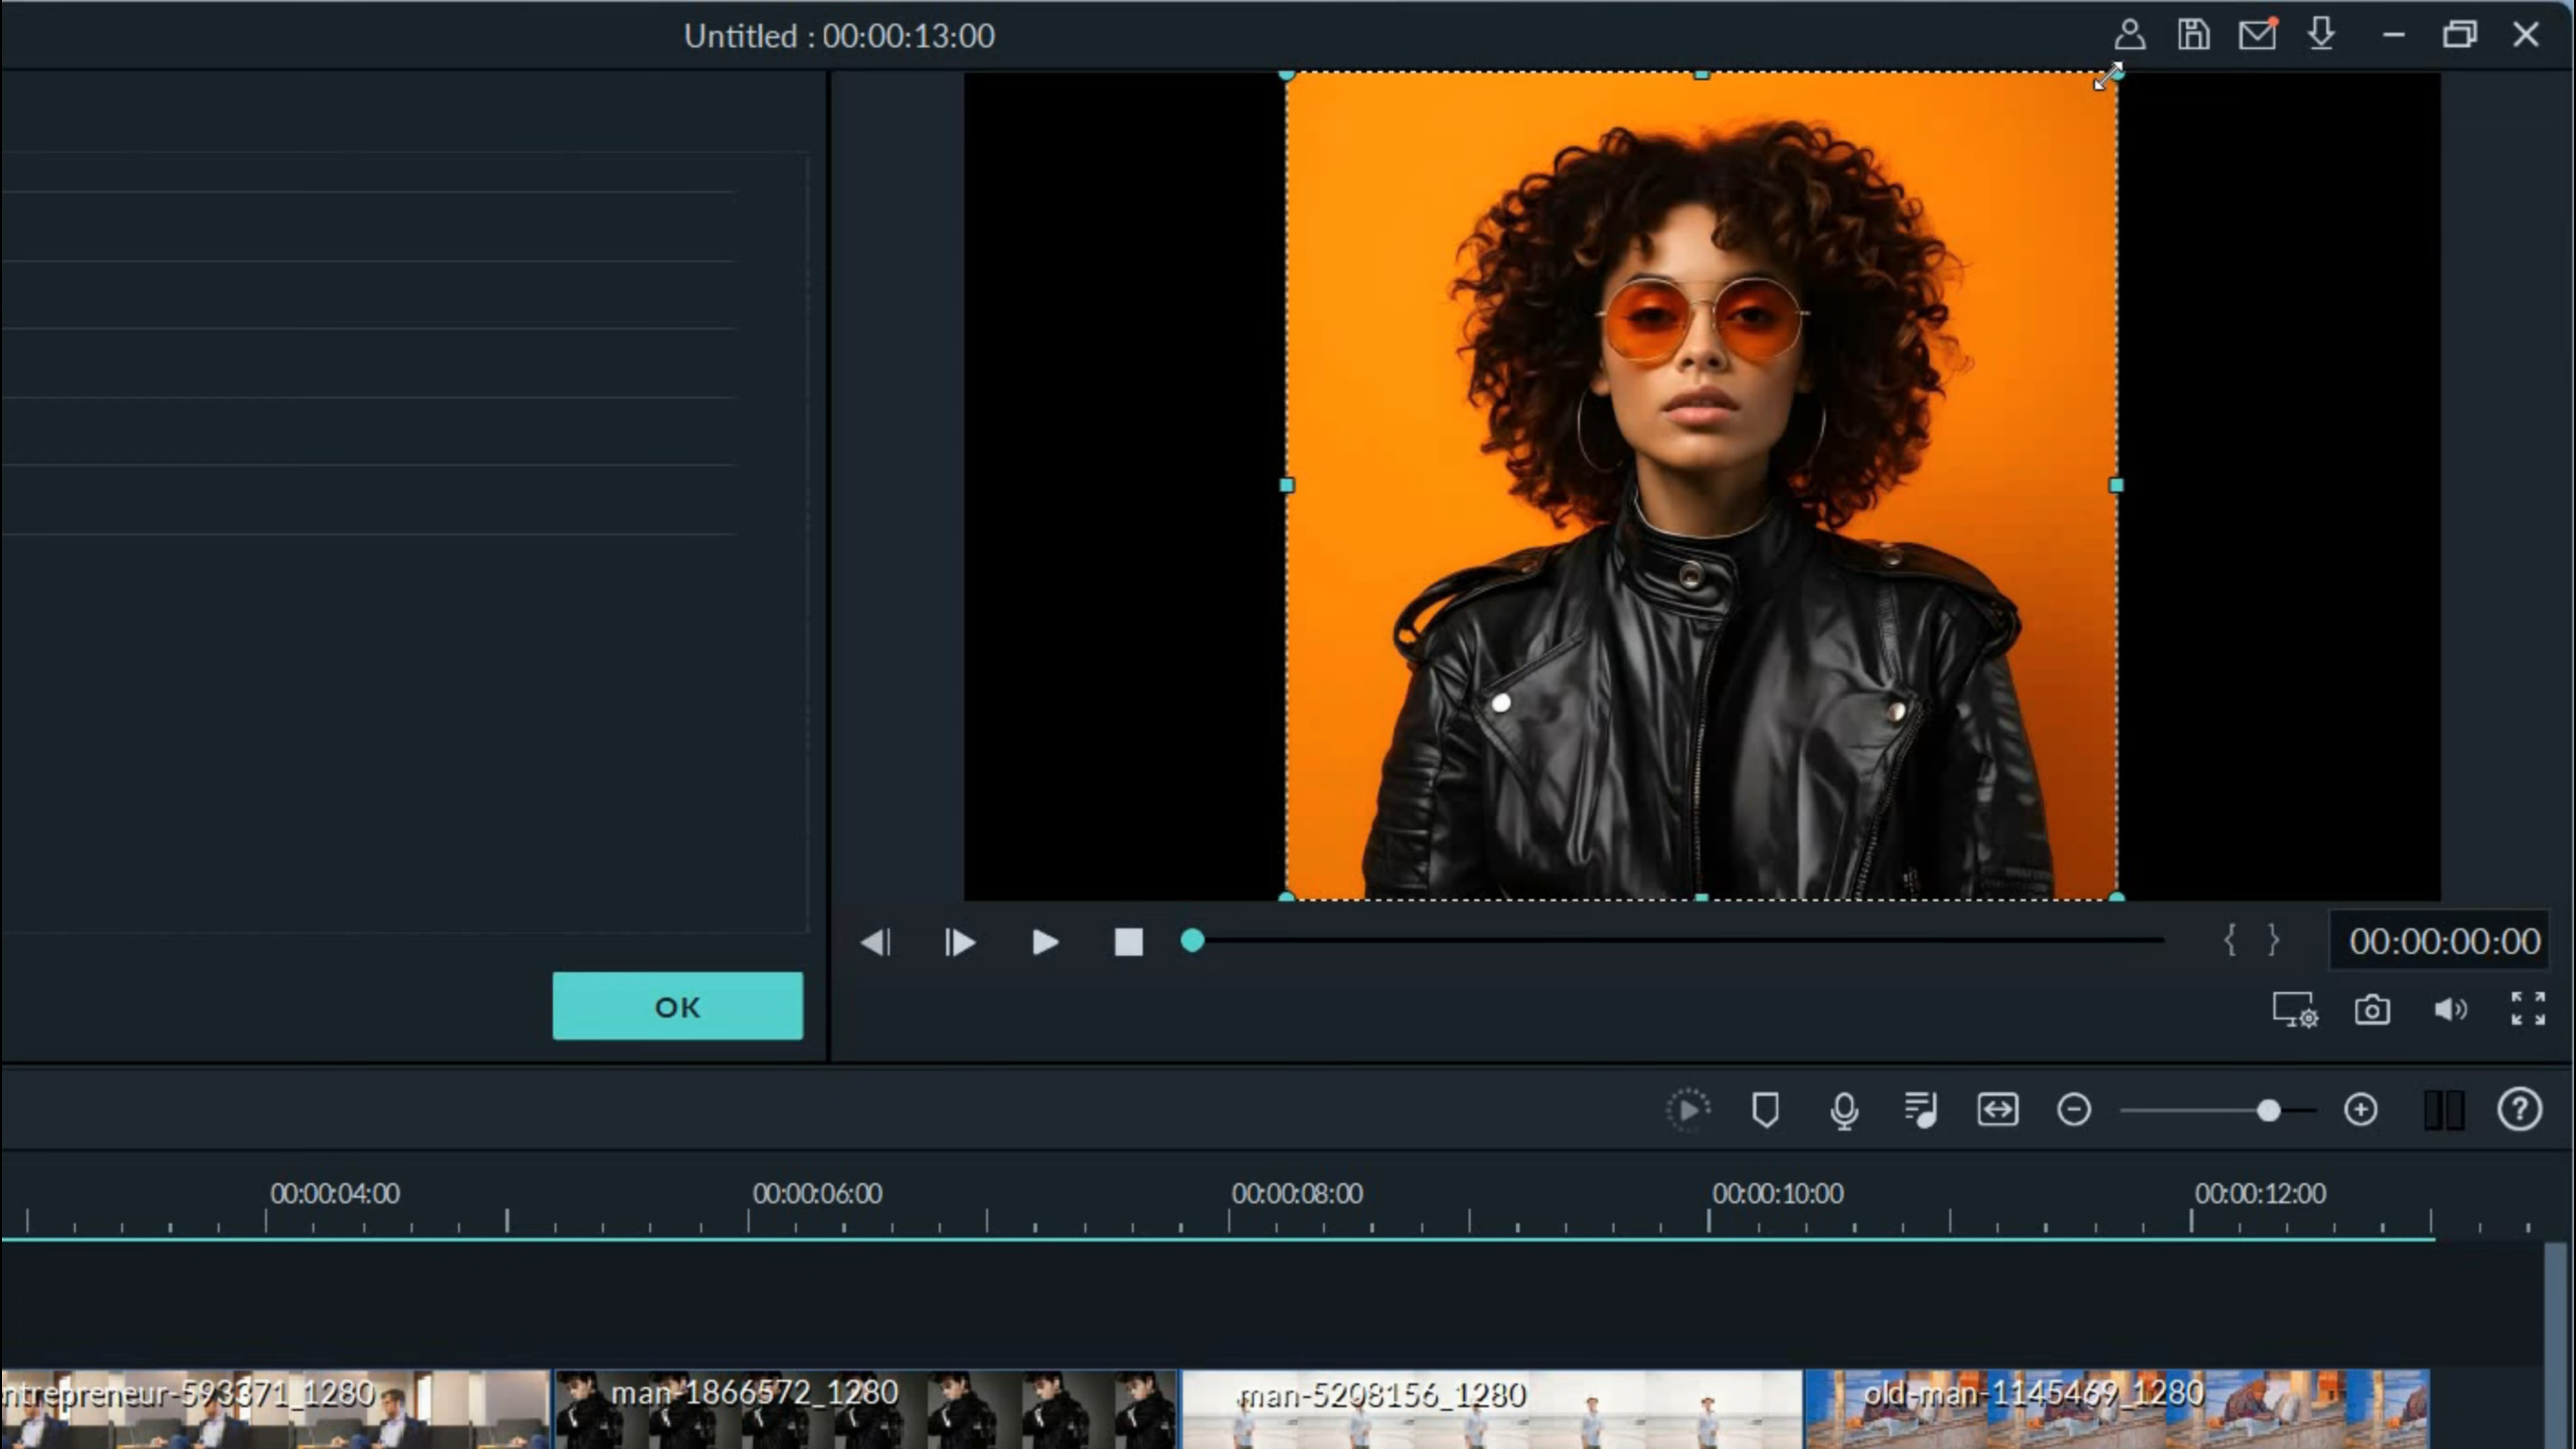 Untitled : 00:00:13:00
00:00:00:00
OK
00:00:04:00 00:00:06:00 00:00:08:00 00:00:10:00 00:00:12:00
ntrepreneur-593371_1280 man-1866572_1280 man-5208156_1280 old-man-1145469_1280